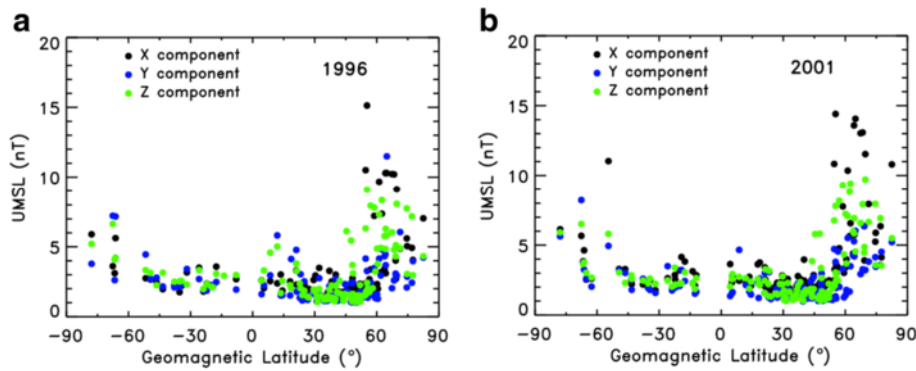 a
20
15
10
5
0
UMSL (nT)
X component
Y component
Z component
1996
-90 -60 -30 0 30 60 90
Geomagnetic Latitude (°)
b
20
15
10
5
0
UMSL (nT)
X component
Y component
Z component
2001
-90 -60 -30 0 30 60 90
Geomagnetic Latitude (°)